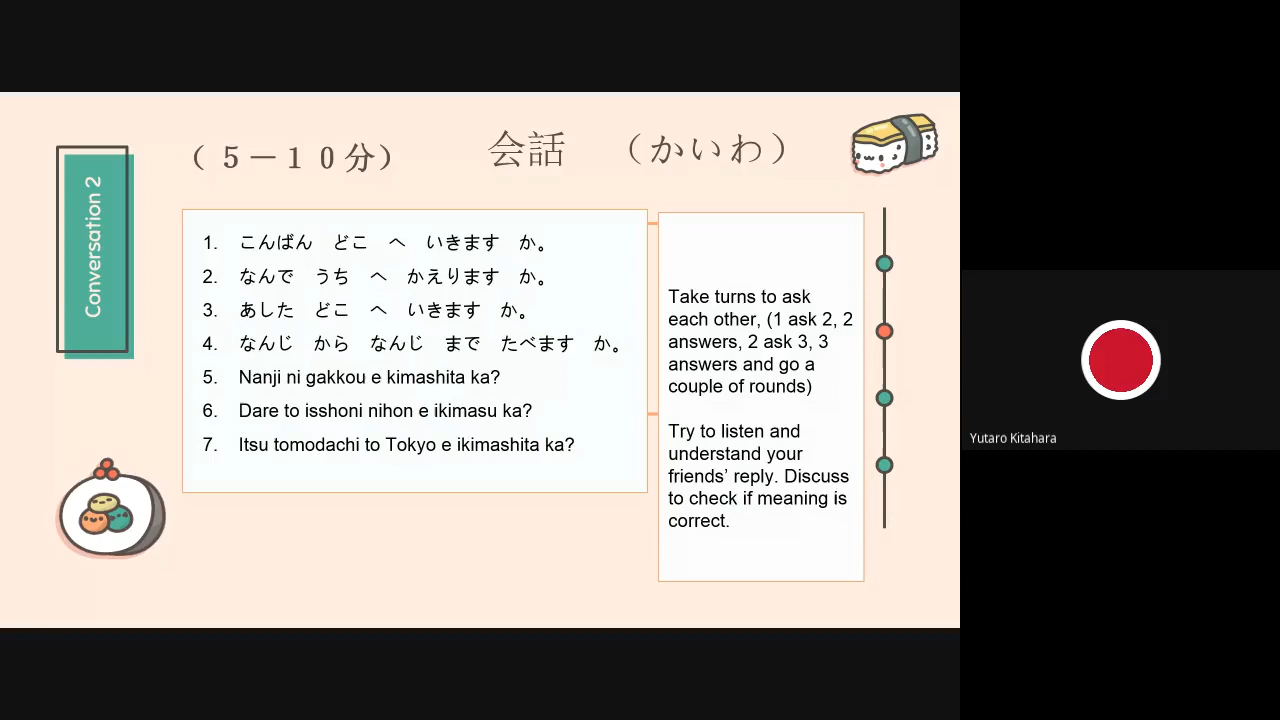 Conversation 2
（５－１０分）
会話　（かいわ）
1. こんばん　どこ　へ　いきます　か。
2. なんで　うち　へ　かえります　か。
3. あした　どこ　へ　いきます　か。
4. なんじ　から　なんじ　まで　たべます　か。
5. Nanji ni gakkou e kimashita ka?
6. Dare to isshoni nihon e ikimasu ka?
7. Itsu tomodachi to Tokyo e ikimashita ka?
Take turns to ask
each other, (1 ask 2, 2
answers, 2 ask 3, 3
answers and go a
couple of rounds)
Try to listen and
understand your
friends’ reply. Discuss
to check if meaning is
correct.
Yutaro Kitahara